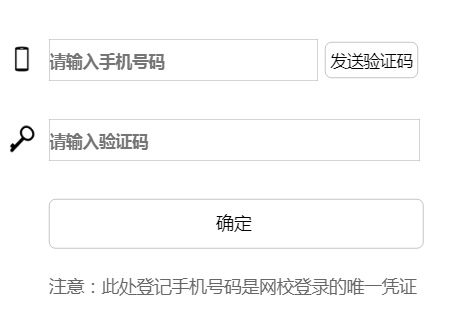 请输入手机号码 发送验证码
请输入验证码
确定
注意：此处登记手机号码是网校登录的唯一凭证